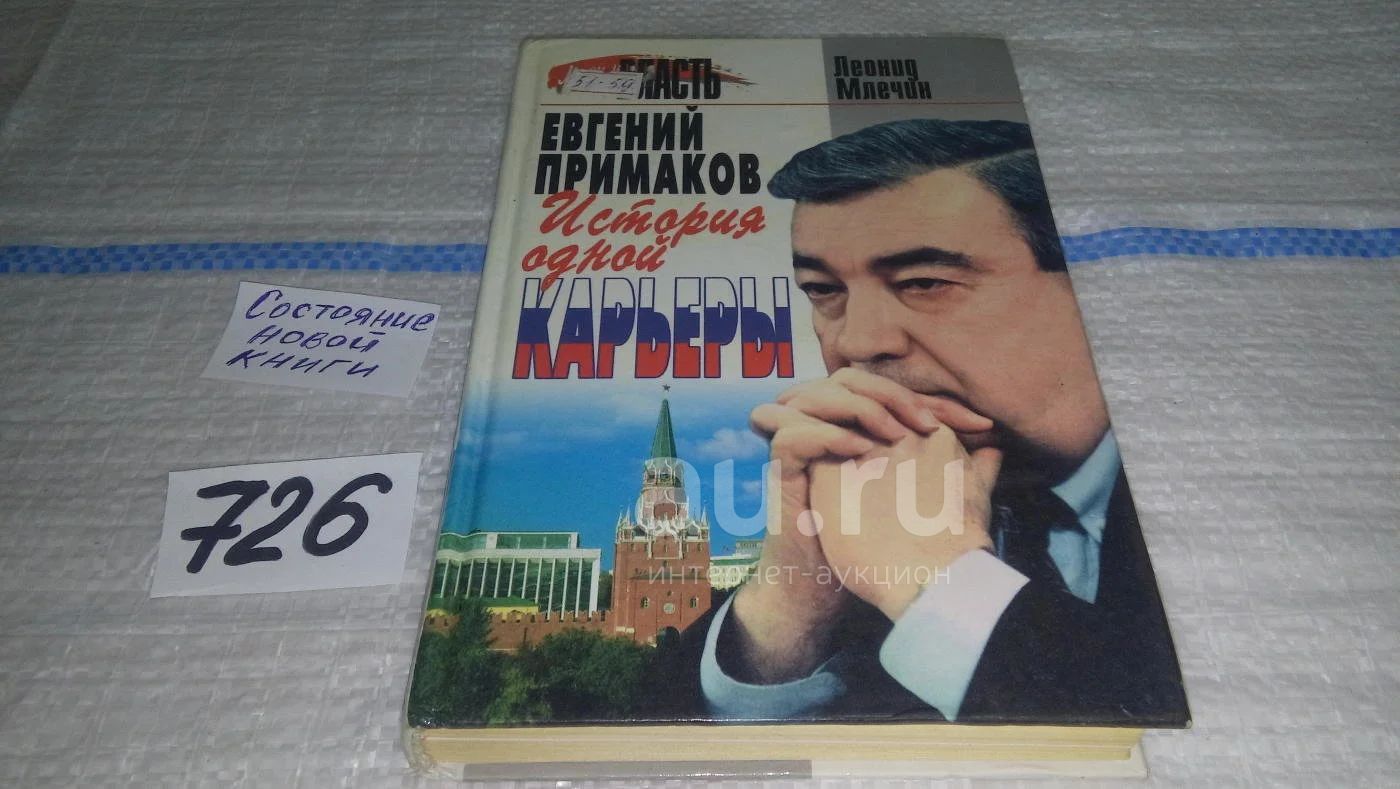 ВЛАСТЬ
51-59
Леонид
Млечин
ЕВГЕНИЙ
ПРИМАКОВ
История
одной
КАРЬЕРЫ
Состояние
новой
книги
726
au.ru
интернет-аукцион